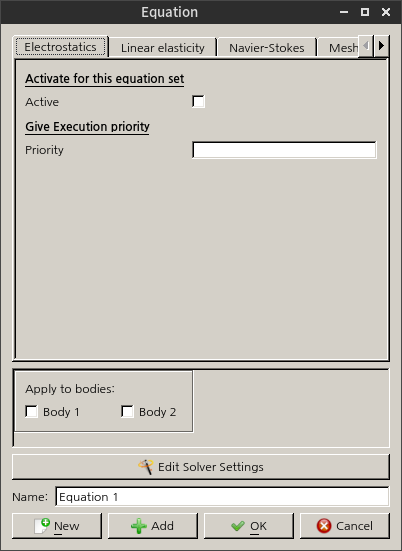 Equation
Electrostatics Linear elasticity Navier-Stokes Mesh
Activate for this equation set
Active
Give Execution priority
Priority
Apply to bodies:
Body 1 Body 2
Edit Solver Settings
Name: Equation 1
New Add OK Cancel